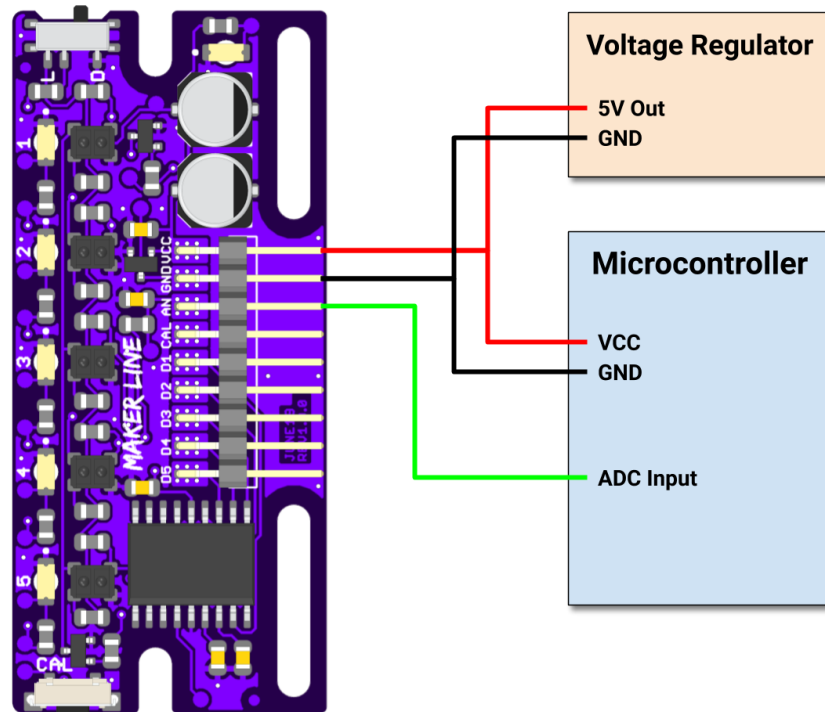 L O
1
2
3
4
5
CAL
MAKER LINE
VCC
GND
AN
CAL
D1
D2
D3
D4
D5
Voltage Regulator
5V Out
GND
Microcontroller
VCC
GND
ADC Input